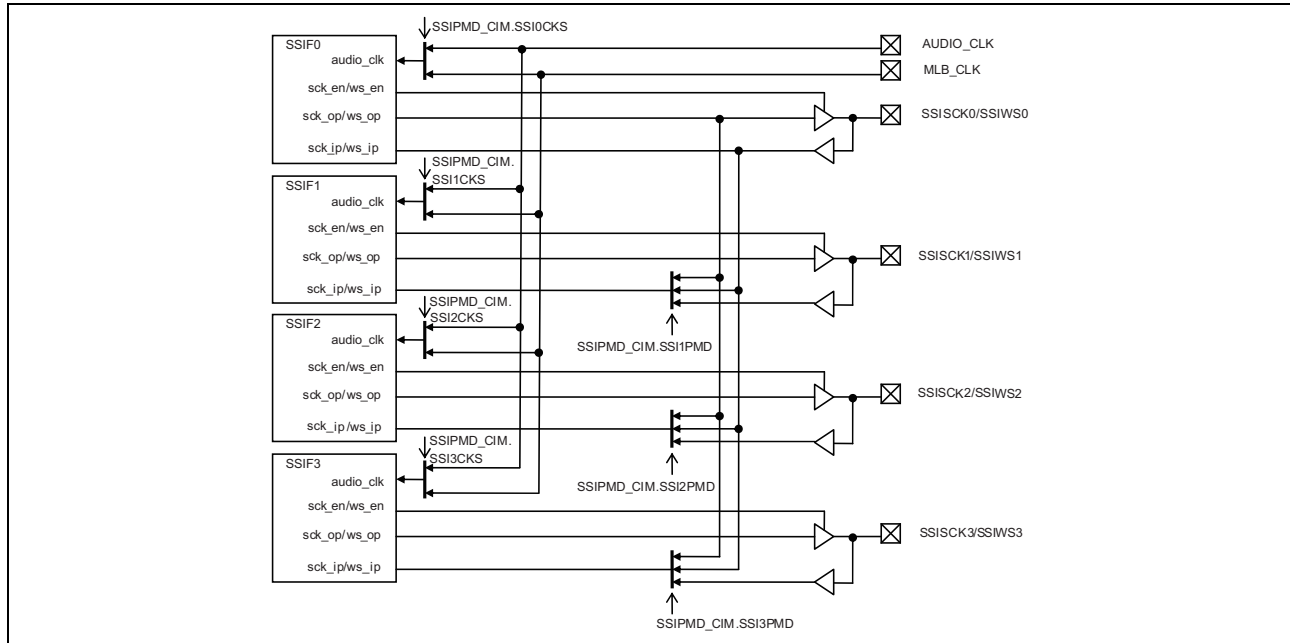 SSIPMD_CIM.SSI0CKS
SSIF0
AUDIO_CLK
audio_clk
MLB_CLK
sck_en/ws_en
sck_op/ws_op
SSISCK0/SSIWS0
sck_ip/ws_ip
SSIPMD_CIM.
SSI1CKS
SSIF1
audio_clk
sck_en/ws_en
sck_op/ws_op
SSISCK1/SSIWS1
sck_ip/ws_ip
SSIPMD_CIM.
SSI2CKS
SSIF2
audio_clk
SSIPMD_CIM.SSI1PMD
sck_en/ws_en
sck_op/ws_op
SSISCK2/SSIWS2
sck_ip/ws_ip
SSIPMD_CIM.
SSI3CKS
SSIF3
audio_clk
SSIPMD_CIM.SSI2PMD
sck_en/ws_en
sck_op/ws_op
SSISCK3/SSIWS3
sck_ip/ws_ip
SSIPMD_CIM.SSI3PMD